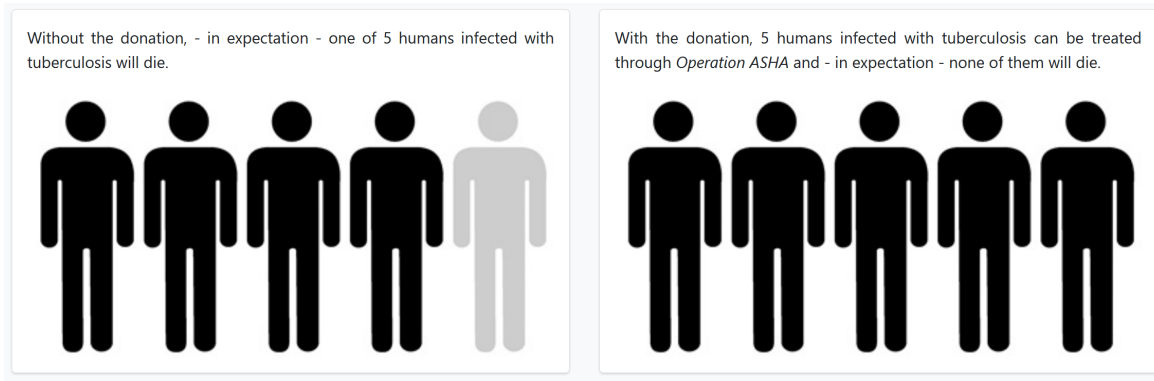 Without the donation, - in expectation - one of 5 humans infected with
tuberculosis will die.
With the donation, 5 humans infected with tuberculosis can be treated
through Operation ASHA and - in expectation - none of them will die.